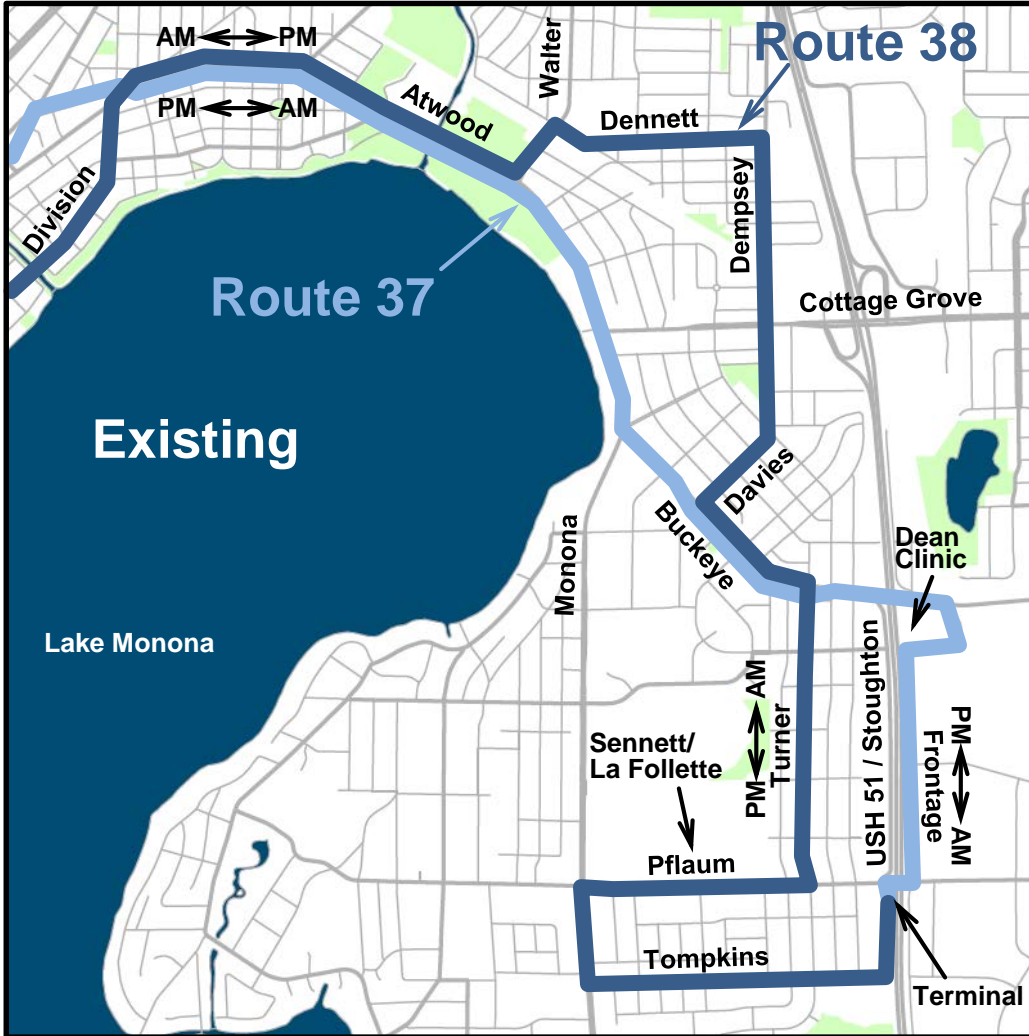 AM PM
Route 38
PM AM
Atwood
Walter
Dennett
Division
Dempsey
Route 37
Cottage Grove
Existing
Davies
Buckeye
Dean
Clinic
Monona
Lake Monona
PM AM
Turner
Sennett/
La Follette
USH 51 / Stoughton
Frontage
PM AM
Pflaum
Tompkins
Terminal